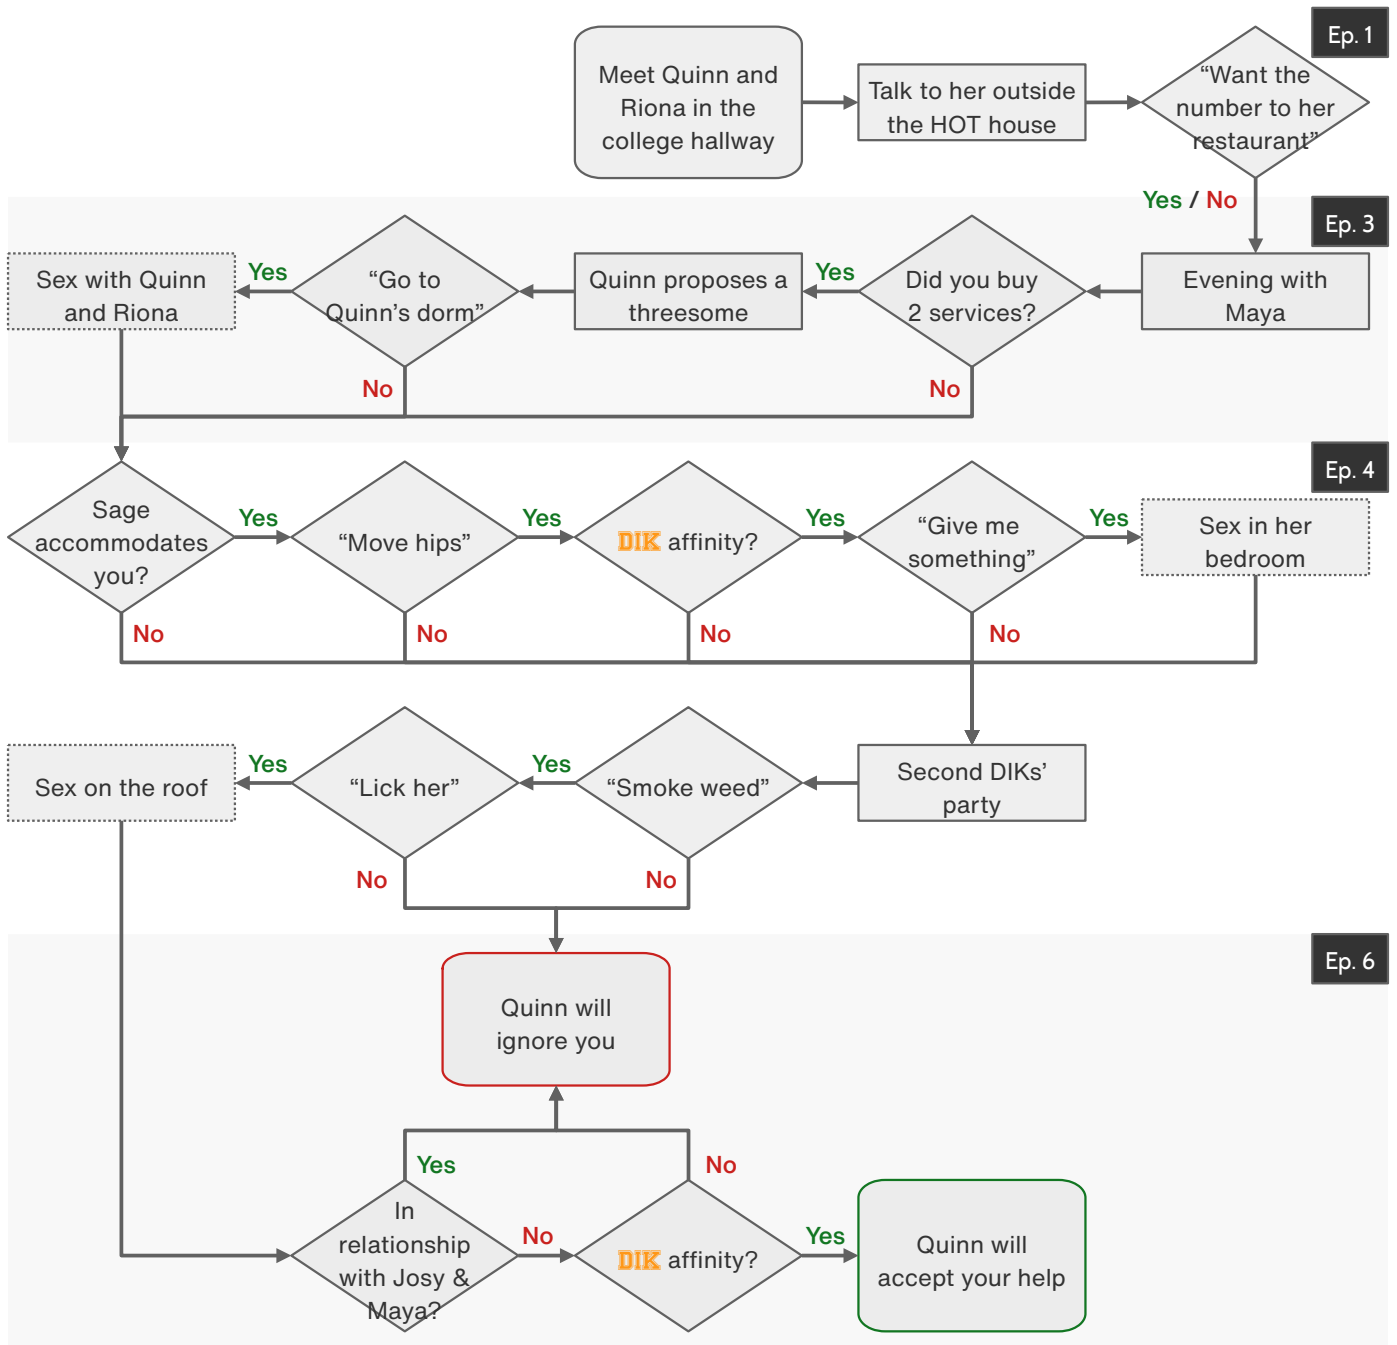 Ep. 1
Meet Quinn and
Riona in the
college hallway
Talk to her outside
the HOT house
“Want the
number to her
restaurant”
Yes / No
Ep. 3
Sex with Quinn
and Riona
Yes
“Go to
Quinn’s dorm”
No
Quinn proposes a
threesome
Yes
Did you buy
2 services?
No
Evening with
Maya
Ep. 4
Sage
accommodates
you?
Yes
No
“Move hips”
Yes
No
DIK affinity?
Yes
No
“Give me
something”
Yes
No
Sex in her
bedroom
Sex on the roof
Yes
“Lick her”
No
Yes
“Smoke weed”
No
Second DIKs’
party
Ep. 6
Quinn will
ignore you
Yes
In
relationship
with Josy &
Maya?
No
No
DIK affinity?
Yes
Quinn will
accept your help